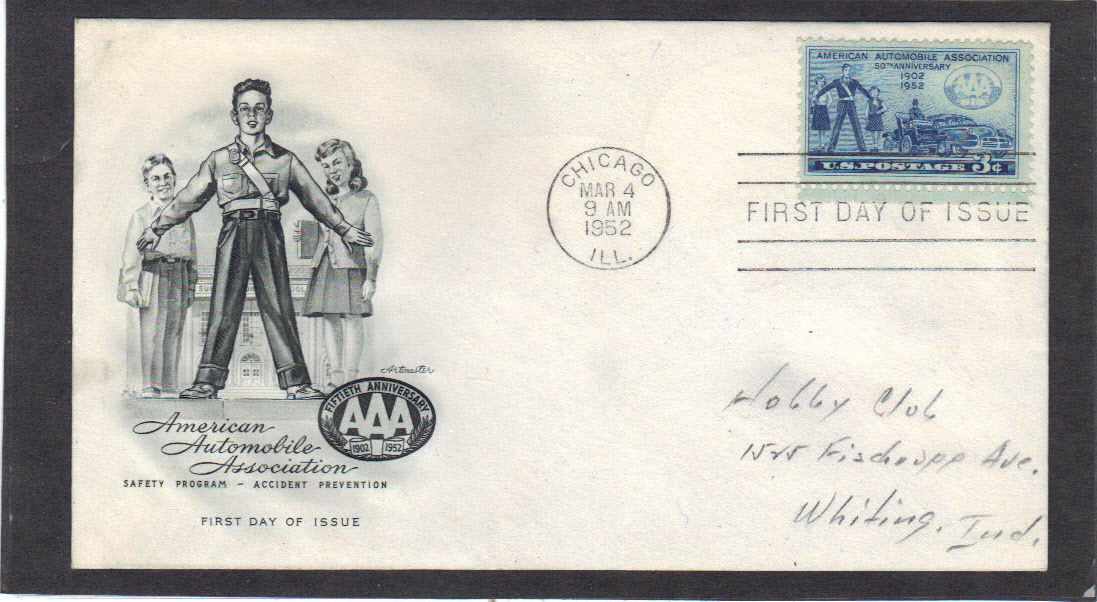 AMERICAN AUTOMOBILE ASSOCIATION
50TH ANNIVERSARY
1902
1952
AAA
U.S. POSTAGE 3¢
CHICAGO
MAR 4
9 AM
1952
ILL.
FIRST DAY OF ISSUE
Artmaster
FIFTIETH ANNIVERSARY
AAA
1902 1952
American
Automobile
Association
SAFETY PROGRAM - ACCIDENT PREVENTION
FIRST DAY OF ISSUE
Hobby Club
1525 Ave.
Whiting, Ind.